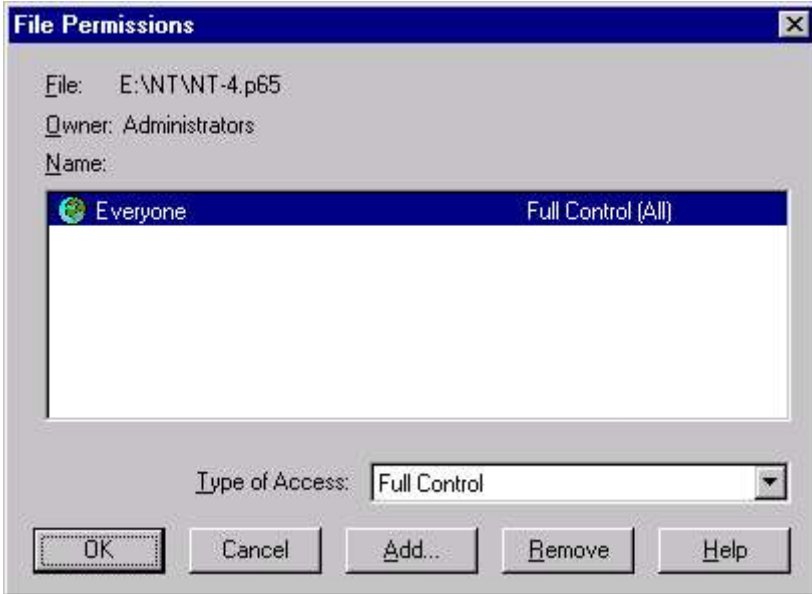 File Permissions
File: E:\NT\NT-4.p65
Owner: Administrators
Name:
Everyone Full Control (All)
Type of Access: Full Control
OK Cancel Add... Remove Help